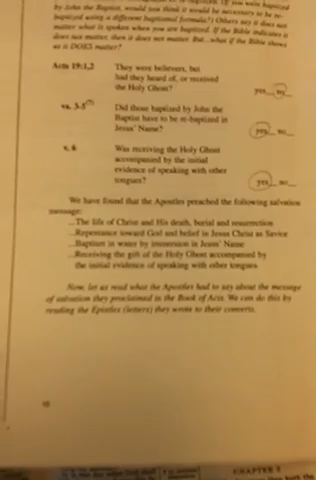 by John the Baptist, would you think it would be necessary to be re-
baptized using a different baptismal formula?) Others say it does not
matter what is spoken when you are baptized. If the Bible indicates it
does not matter, then it does not matter. But...what if the Bible shows
us it DOES matter?
Acts 19:1,2 They were believers, but
had they heard of, or received
the Holy Ghost? yes__ no__
vs. 3-5 Did those baptized by John the
Baptist have to be re-baptized in
Jesus' Name? yes__ no__
v. 6 Was receiving the Holy Ghost
accompanied by the initial
evidence of speaking with other
tongues? yes__ no__
We have found that the Apostles preached the following salvation
message:
...The life of Christ and His death, burial and resurrection
...Repentance toward God and belief in Jesus Christ as Savior
...Baptism in water by immersion in Jesus' Name
...Receiving the gift of the Holy Ghost accompanied by
the initial evidence of speaking with other tongues
Now, let us read what the Apostles had to say about the message
of salvation they proclaimed in the Book of Acts. We can do this by
reading the Epistles (letters) they wrote to their converts.
CHAPTER